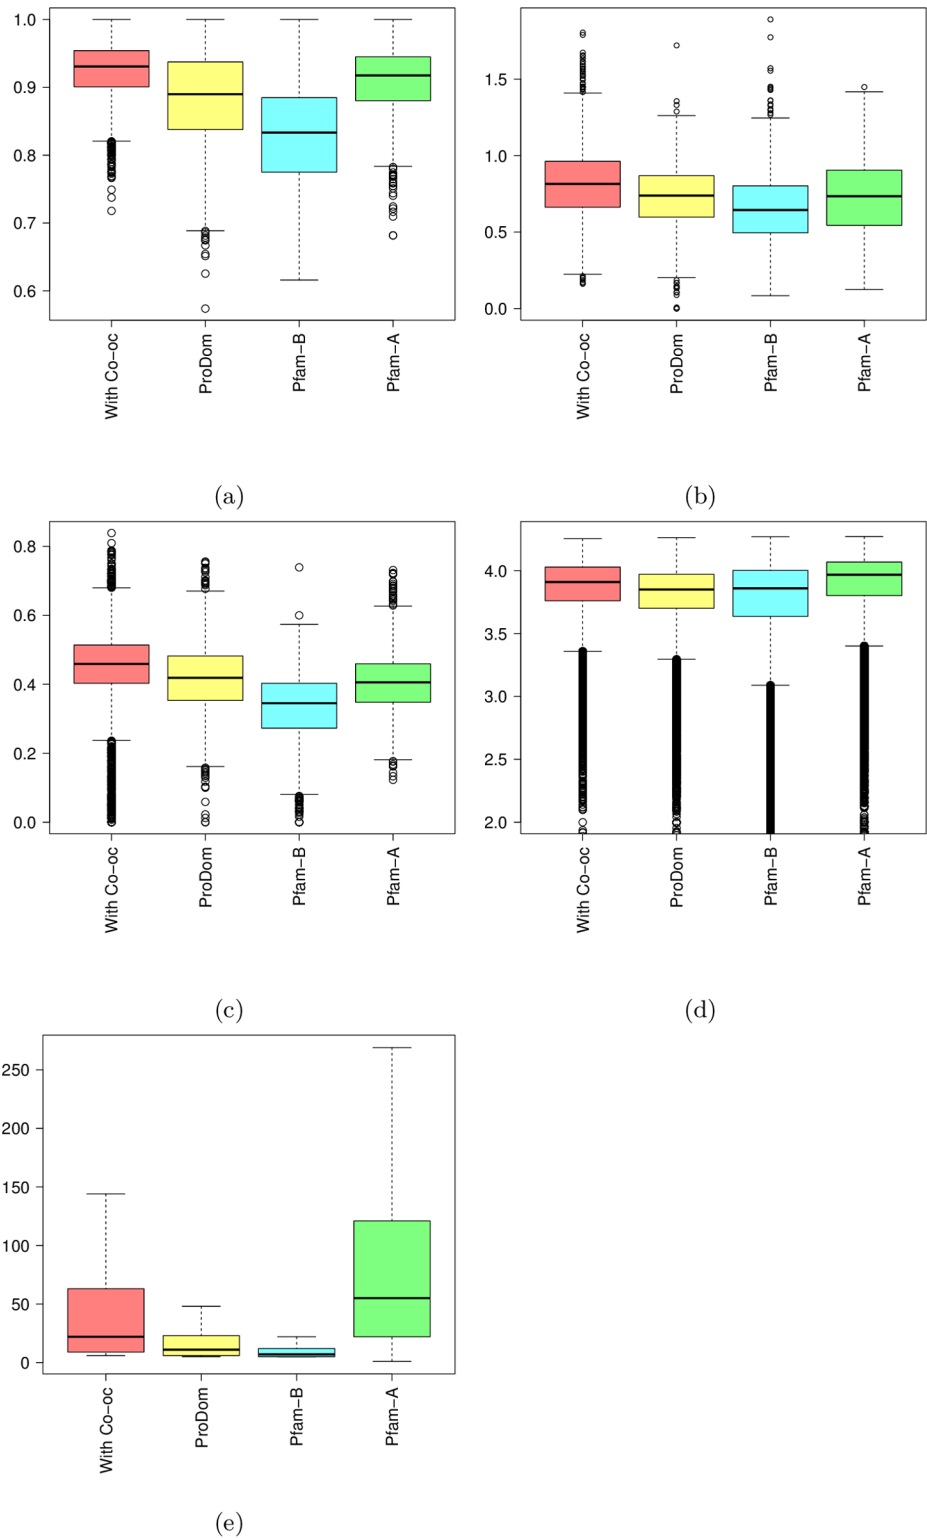 1.0
0.9
0.8
0.7
0.6
With Co−oc
ProDom
Pfam−B
Pfam−A
(a)
1.5
1.0
0.5
0.0
With Co−oc
ProDom
Pfam−B
Pfam−A
(b)
0.8
0.6
0.4
0.2
0.0
With Co−oc
ProDom
Pfam−B
Pfam−A
(c)
4.0
3.5
3.0
2.5
2.0
With Co−oc
ProDom
Pfam−B
Pfam−A
(d)
250
200
150
100
50
0
With Co−oc
ProDom
Pfam−B
Pfam−A
(e)